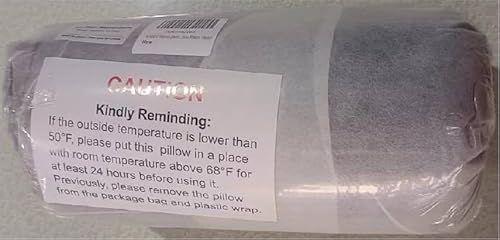 CAUTION
Kindly Reminding:
If the outside temperature is lower than
50°F, please put this pillow in a place
with room temperature above 68°F for
at least 24 hours before using it.
Previously, please remove the pillow
from the package bag and plastic wrap.